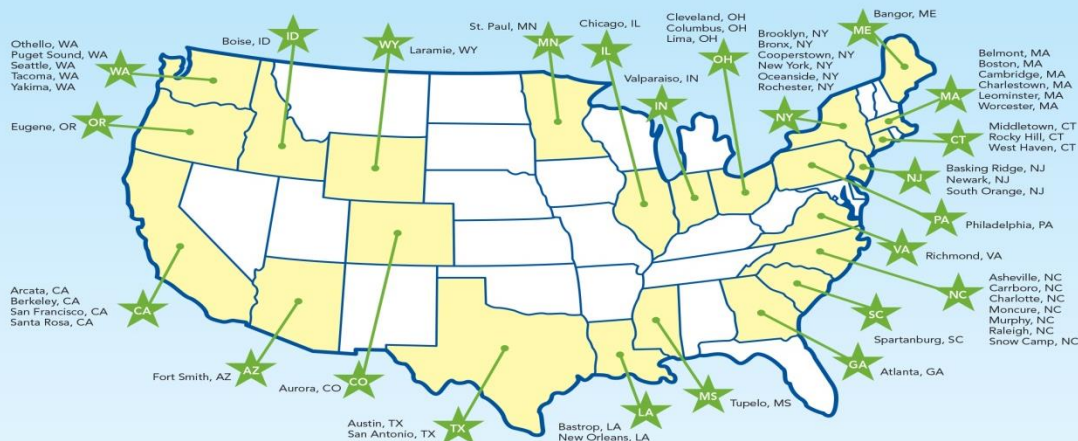 Othello, WA
Puget Sound, WA
Seattle, WA
Tacoma, WA
Yakima, WA
WA
Boise, ID
ID
WY
Laramie, WY
St. Paul, MN
MN
Chicago, IL
IL
Valparaiso, IN
IN
Cleveland, OH
Columbus, OH
Lima, OH
OH
Brooklyn, NY
Bronx, NY
Cooperstown, NY
New York, NY
Oceanside, NY
Rochester, NY
NY
ME
Bangor, ME
Belmont, MA
Boston, MA
Cambridge, MA
Charlestown, MA
Leominster, MA
Worcester, MA
MA
Eugene, OR
OR
CT
Middletown, CT
Rocky Hill, CT
West Haven, CT
NJ
Basking Ridge, NJ
Newark, NJ
South Orange, NJ
PA
Philadelphia, PA
VA
Richmond, VA
Arcata, CA
Berkeley, CA
San Francisco, CA
Santa Rosa, CA
CA
NC
Asheville, NC
Carrboro, NC
Charlotte, NC
Moncure, NC
Murphy, NC
Raleigh, NC
Snow Camp, NC
SC
Spartanburg, SC
Fort Smith, AZ
AZ
Aurora, CO
CO
GA
Atlanta, GA
Austin, TX
San Antonio, TX
TX
Bastrop, LA
New Orleans, LA
LA
MS
Tupelo, MS